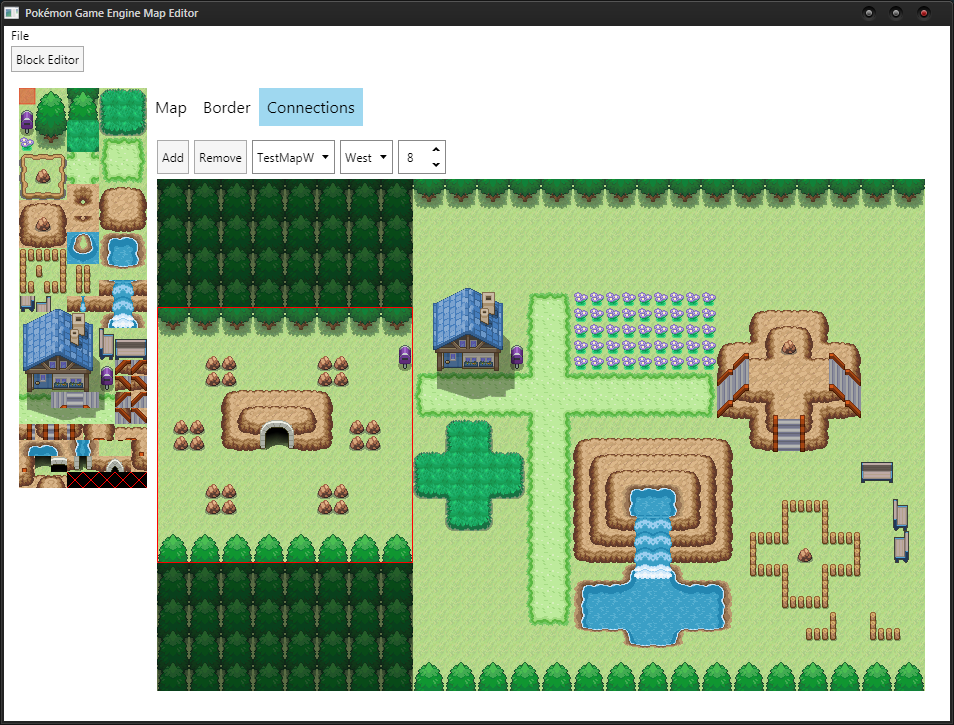 Pokémon Game Engine Map Editor
File
Block Editor
Map Border Connections
Add Remove TestMapW West 8